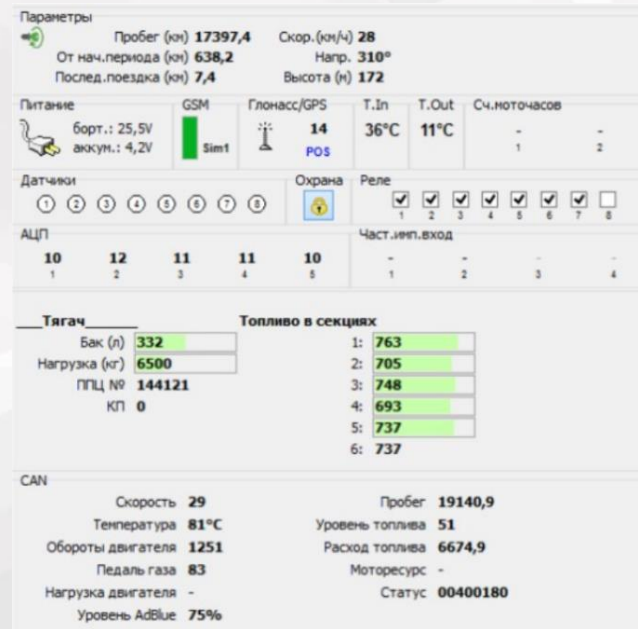 Параметры
Пробег (км) 17397,4 Скор.(км/ч) 28
От нач.периода (км) 638,2 Напр. 310°
Послед.поездка (км) 7,4 Высота (м) 172
Питание GSM Глонасс/GPS T.In T.Out Сч.моточасов
борт.: 25,5V Sim1 14 36°C 11°C - -
аккум.: 4,2V POS 1 2
Датчики Охрана Реле
1 2 3 4 5 6 7 8 1 2 3 4 5 6 7 8
АЦП Част.имп.вход
10 12 11 11 10 - - - -
1 2 3 4 5 1 2 3 4
___Тягач______ Топливо в секциях
Бак (л) 332 1: 763
Нагрузка (кг) 6500 2: 705
ППЦ № 144121 3: 748
КП 0 4: 693
5: 737
6: 737
CAN
Скорость 29 Пробег 19140,9
Температура 81°C Уровень топлива 51
Обороты двигателя 1251 Расход топлива 6674,9
Педаль газа 83 Моторесурс -
Нагрузка двигателя - Статус 00400180
Уровень AdBlue 75%